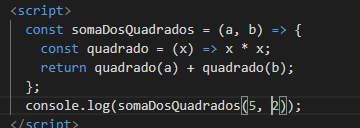 <script>
const somaDosQuadrados = (a, b) => {
const quadrado = (x) => x * x;
return quadrado(a) + quadrado(b);
};
console.log(somaDosQuadrados(5, 2));
</script>